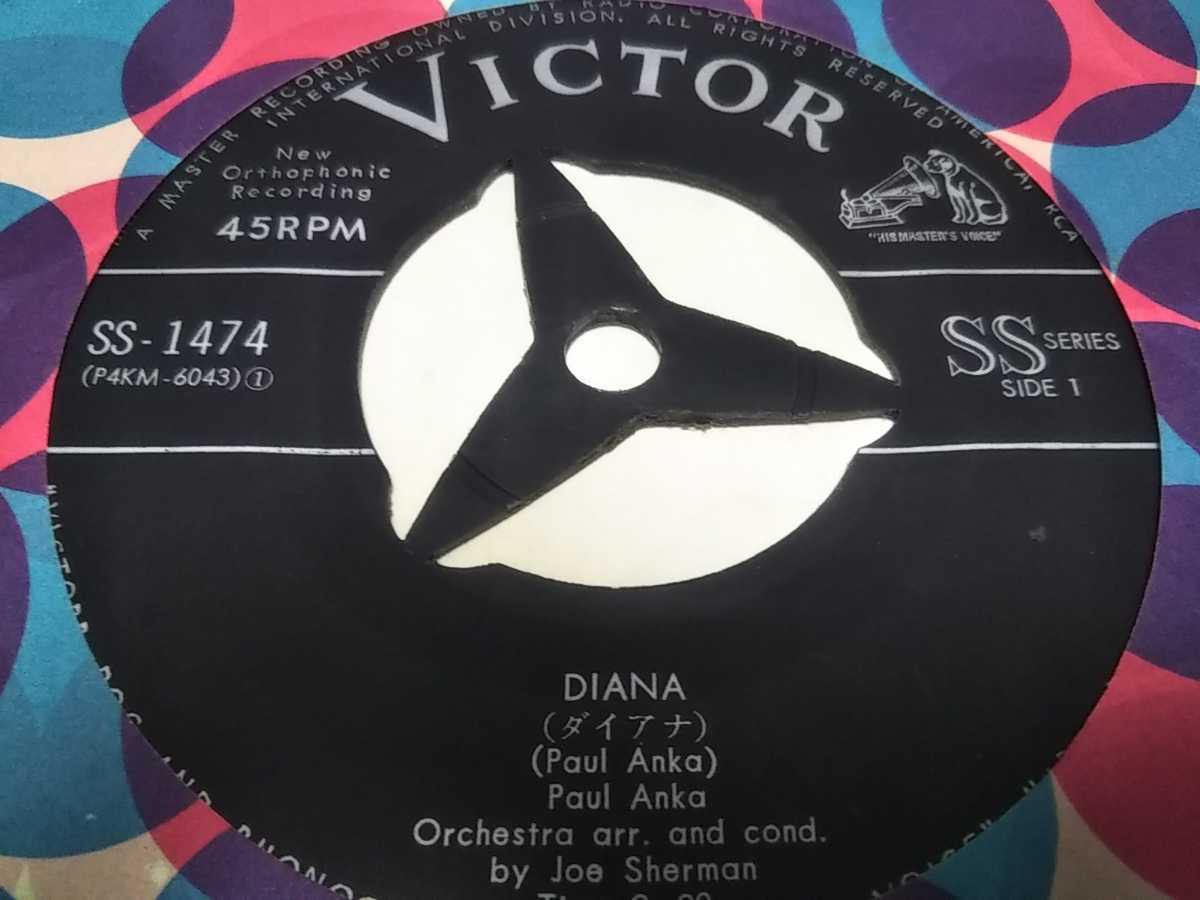 A MASTER RECORDING OWNED BY RADIO CORPORATION OF AMERICA, RCA
INTERNATIONAL DIVISION. ALL RIGHTS RESERVED
VICTOR
New
Orthophonic
Recording
45RPM
"HIS MASTER'S VOICE"
SS-1474
(P4KM-6043)①
SS SERIES
SIDE 1
DIANA
(ダイアナ)
(Paul Anka)
Paul Anka
Orchestra arr. and cond.
by Joe Sherman